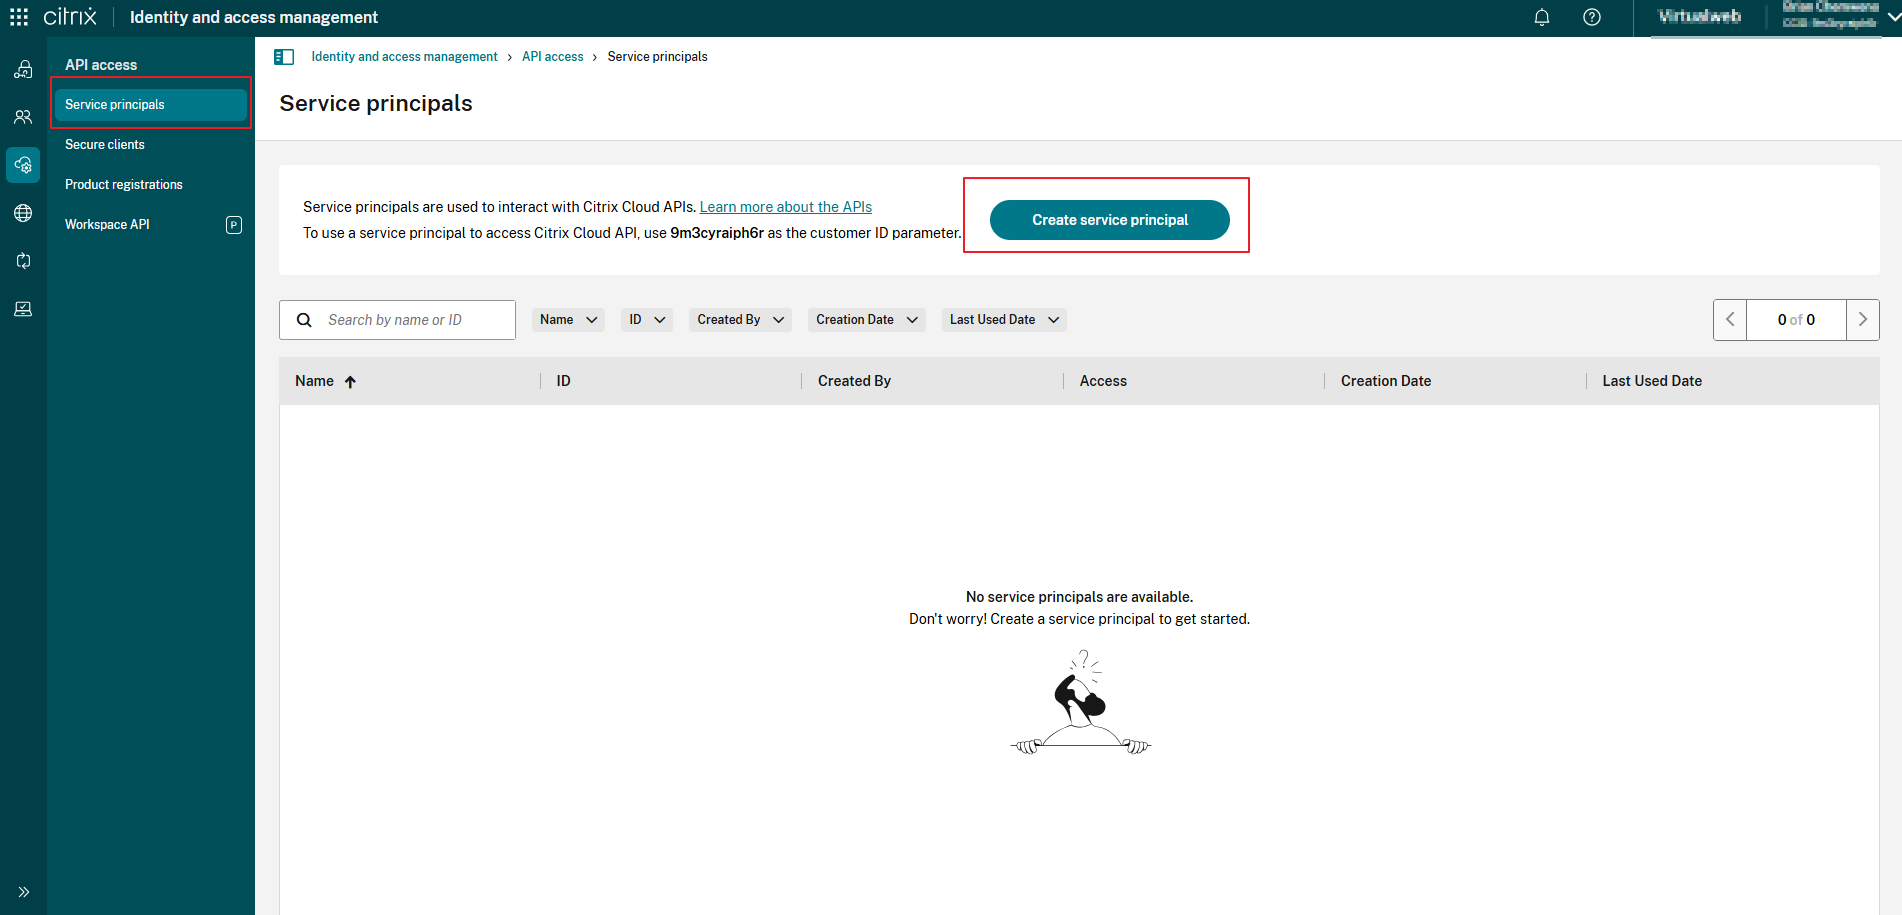 citrix
Identity and access management
Virtualweb
API access
Service principals
Secure clients
Product registrations
Workspace API
P
Identity and access management > API access > Service principals
Service principals
Service principals are used to interact with Citrix Cloud APIs. Learn more about the APIs
To use a service principal to access Citrix Cloud API, use 9m3cyraiph6r as the customer ID parameter.
Create service principal
Search by name or ID
Name
ID
Created By
Creation Date
Last Used Date
0 of 0
Name
ID
Created By
Access
Creation Date
Last Used Date
No service principals are available.
Don't worry! Create a service principal to get started.
?